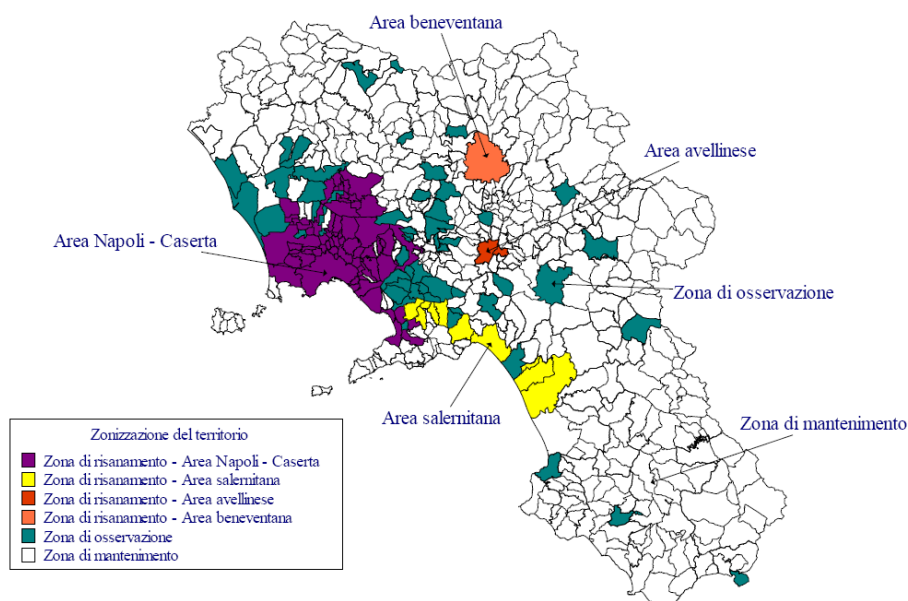 Area beneventana
Area avellinese
Area Napoli - Caserta
Zona di osservazione
Area salernitana
Zona di mantenimento
Zonizzazione del territorio
Zona di risanamento - Area Napoli - Caserta
Zona di risanamento - Area salernitana
Zona di risanamento - Area avellinese
Zona di risanamento - Area beneventana
Zona di osservazione
Zona di mantenimento